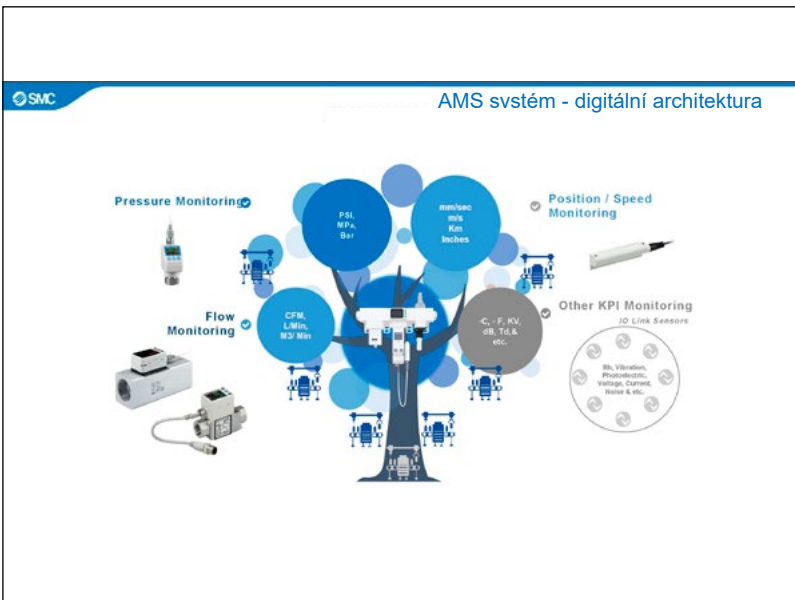 SMC
AMS svstém - digitální architektura
Pressure Monitoring
PSI,
MPa,
Bar
mm/sec
m/s
Km
Inches
Position / Speed
Monitoring
Flow
Monitoring
CFM,
L/Min,
M3/ Min
-C, - F, KV,
dB, Td,&
etc.
Other KPI Monitoring
IO Link Sensors
Rh, Vibration,
Photoelectric,
Voltage, Current,
Noise & etc.